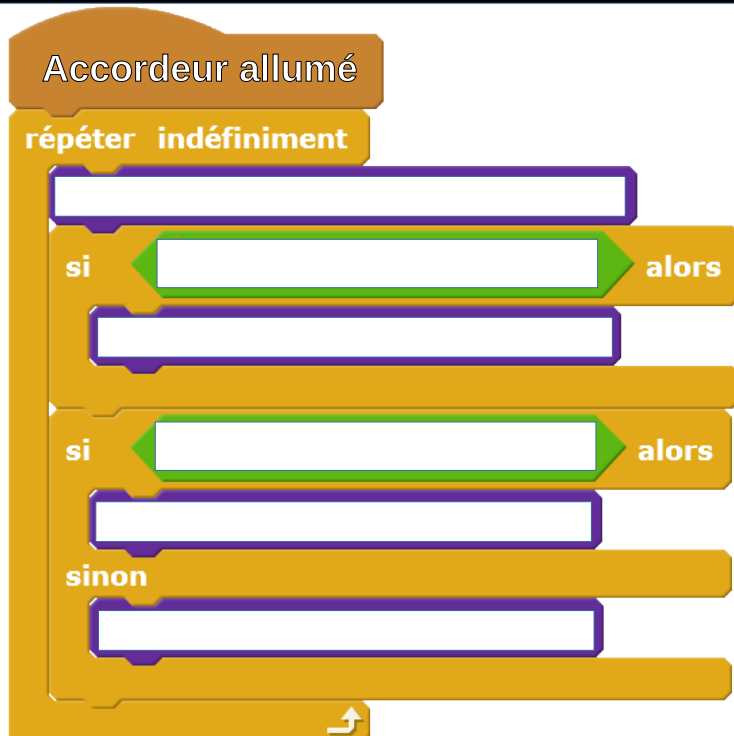 Accordeur allumé
répéter indéfiniment
si alors
si alors
sinon